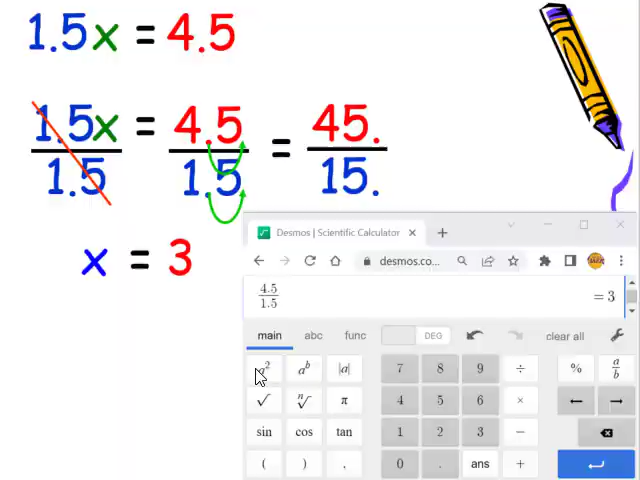 1.5x = 4.5
1.5x = 4.5 = 45.
1.5 1.5 15.
x = 3
Desmos | Scientific Calculator
desmos.co...
4.5
1.5
= 3
main abc func DEG clear all
a² aᵇ |a| 7 8 9 ÷ % a/b
√ ⁿ√ π 4 5 6 × ← →
sin cos tan 1 2 3 −
( ) , 0 . ans +